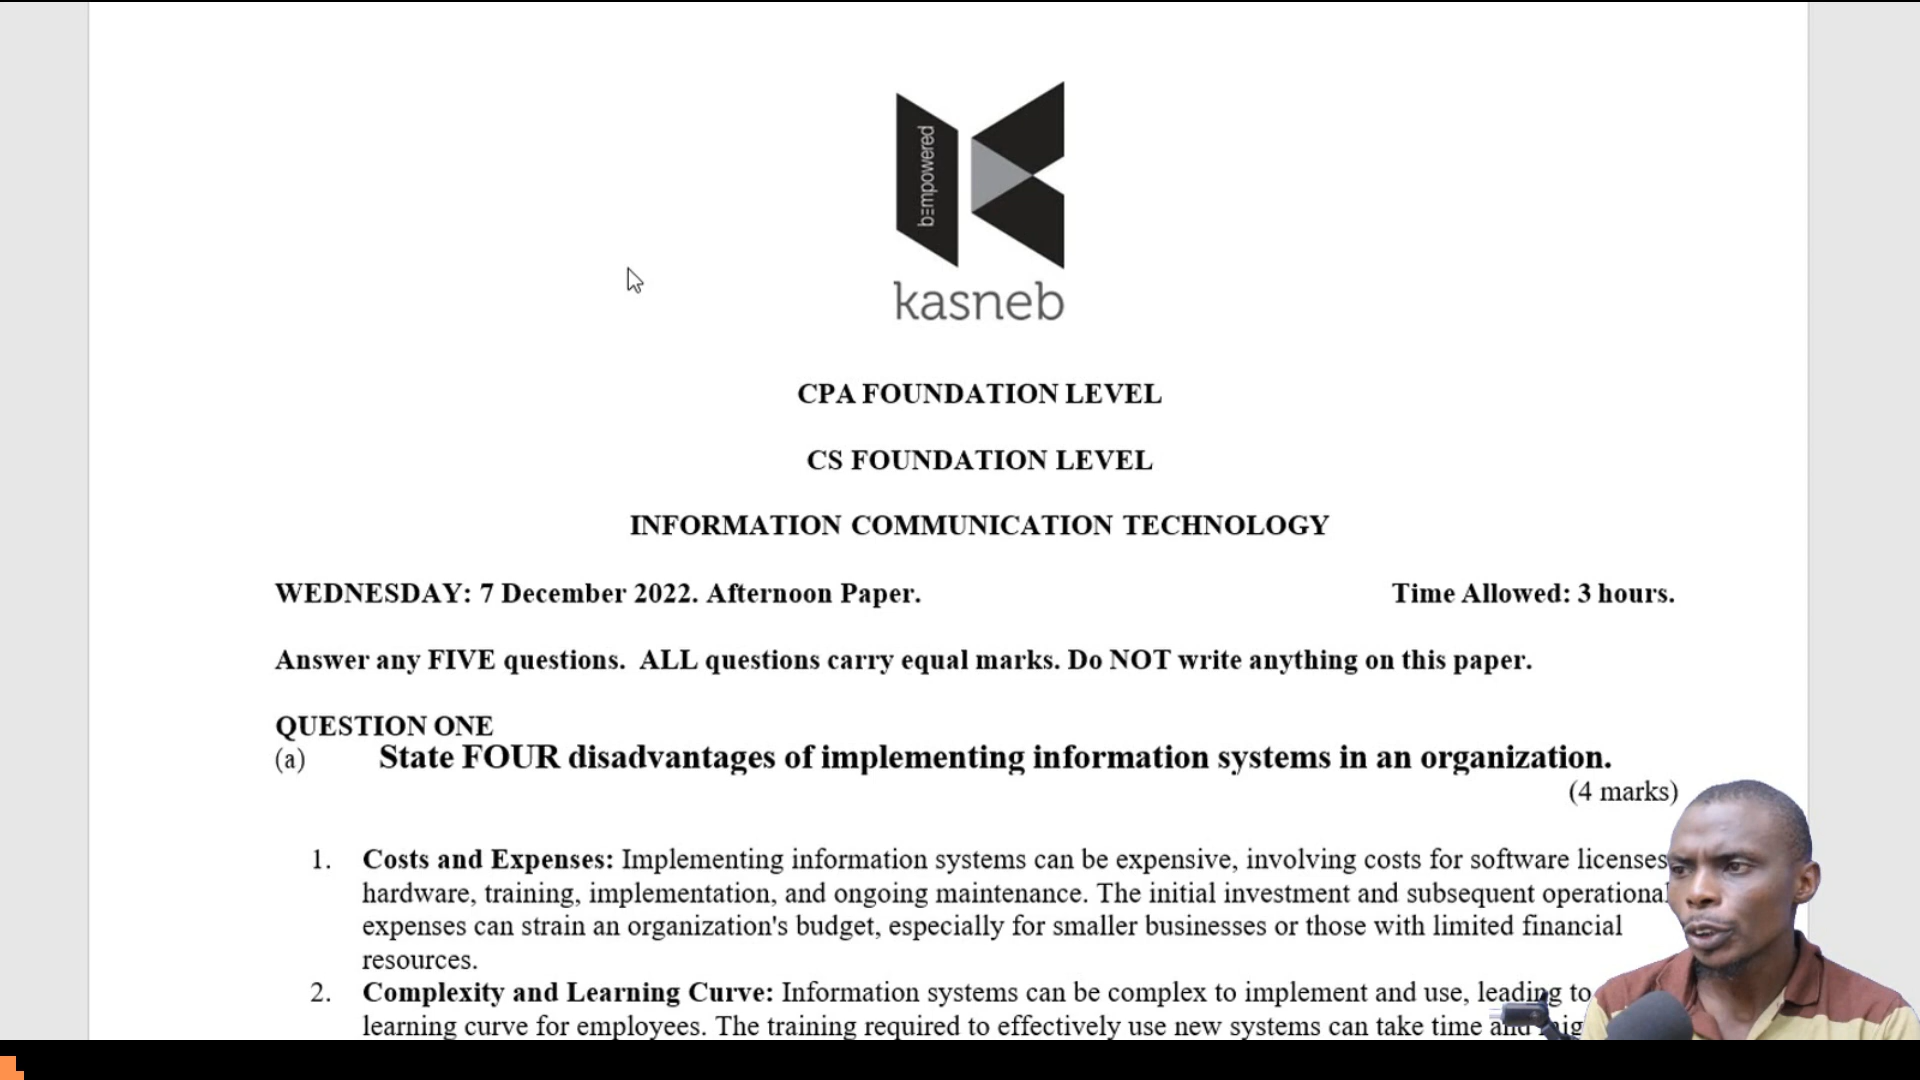 bempowered
kasneb
CPA FOUNDATION LEVEL
CS FOUNDATION LEVEL
INFORMATION COMMUNICATION TECHNOLOGY
WEDNESDAY: 7 December 2022. Afternoon Paper. Time Allowed: 3 hours.
Answer any FIVE questions. ALL questions carry equal marks. Do NOT write anything on this paper.
QUESTION ONE
(a) State FOUR disadvantages of implementing information systems in an organization.
(4 marks)
1. Costs and Expenses: Implementing information systems can be expensive, involving costs for software licenses
hardware, training, implementation, and ongoing maintenance. The initial investment and subsequent operational
expenses can strain an organization's budget, especially for smaller businesses or those with limited financial
resources.
2. Complexity and Learning Curve: Information systems can be complex to implement and use, leading to
learning curve for employees. The training required to effectively use new systems can take time and